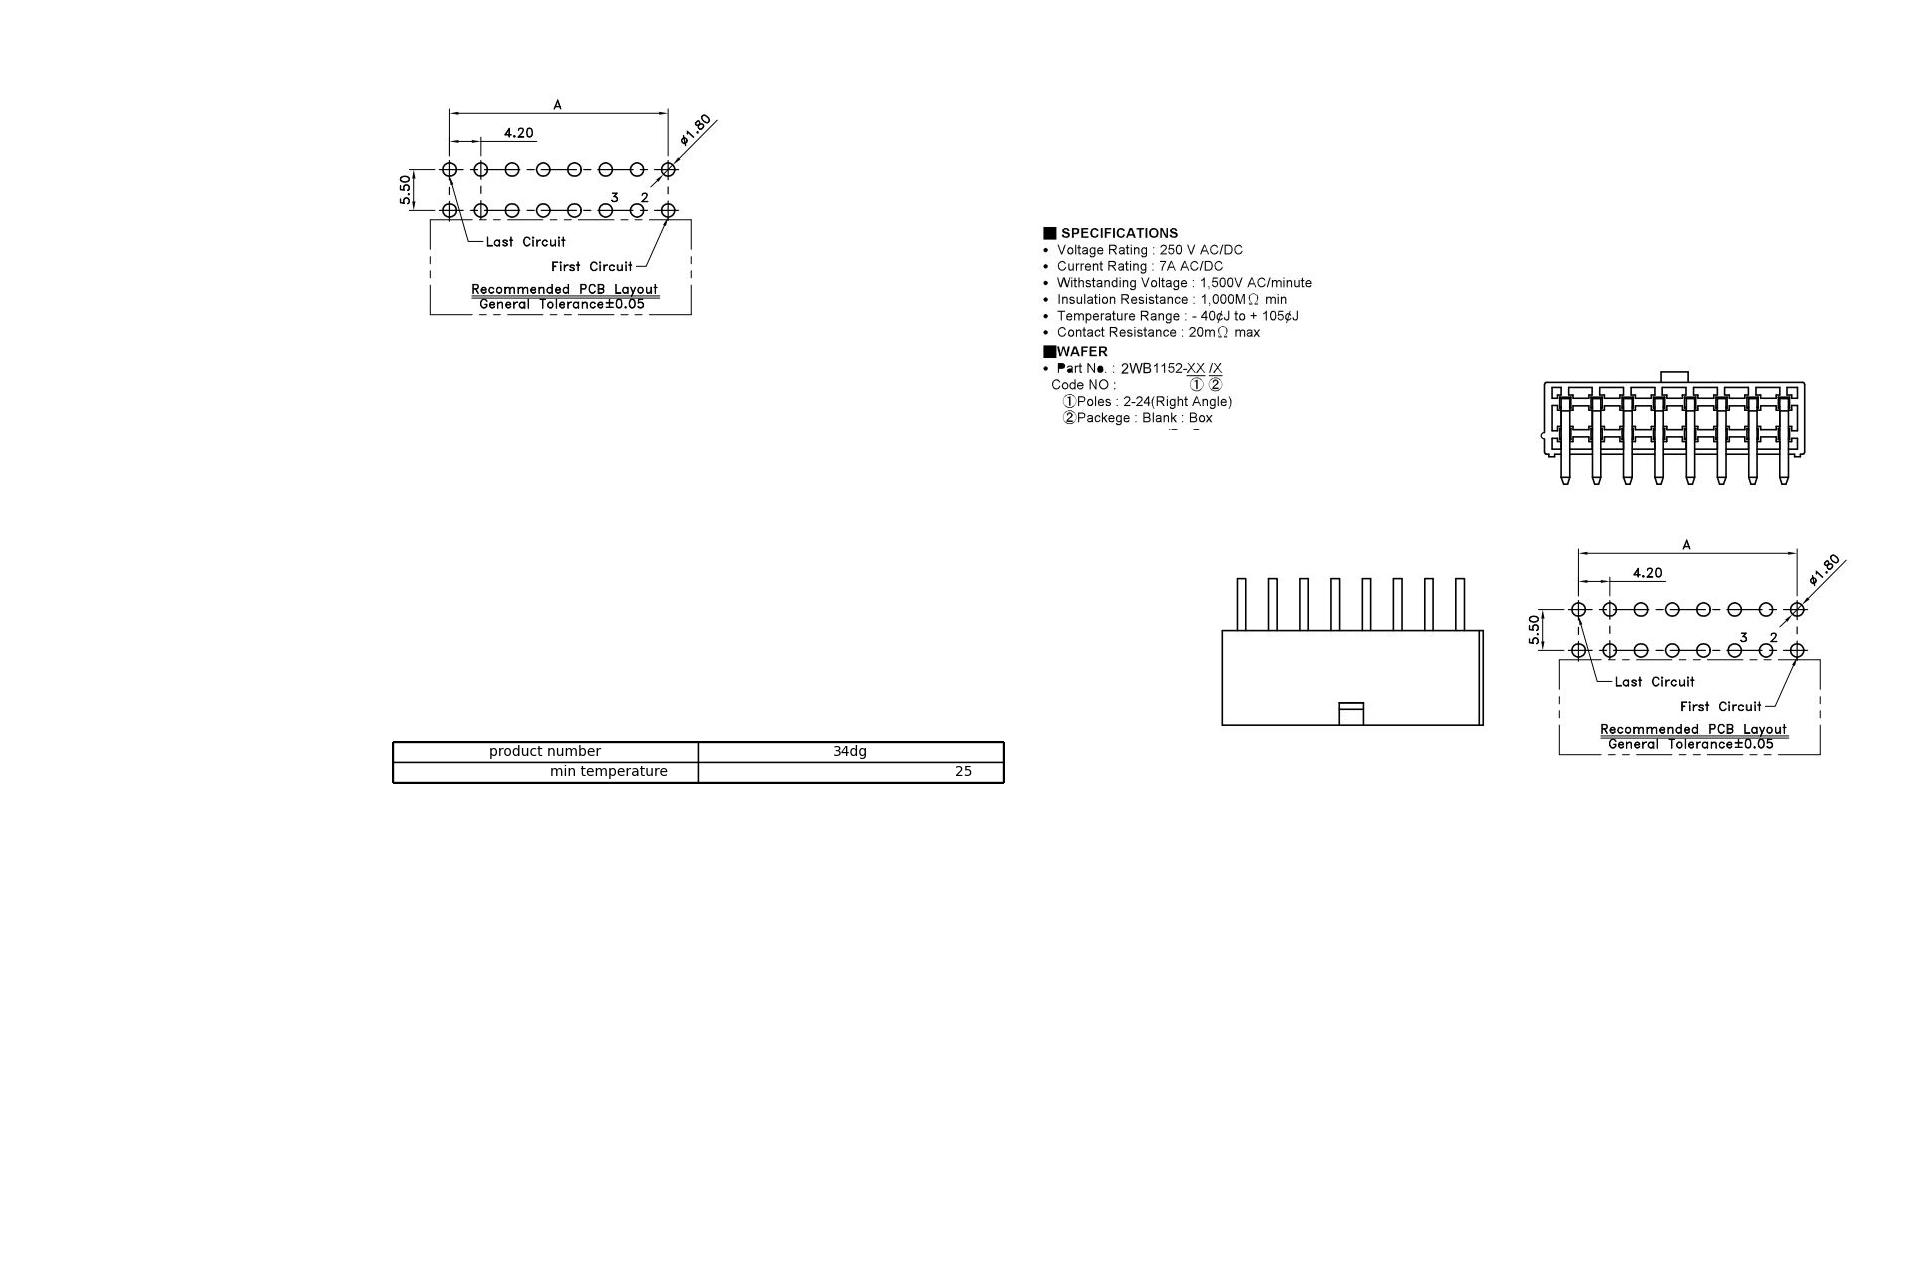 A
4.20
ø1.80
5.50
3 2
Last Circuit
First Circuit
Recommended PCB Layout
General Tolerance±0.05
■ SPECIFICATIONS
• Voltage Rating : 250 V AC/DC
• Current Rating : 7A AC/DC
• Withstanding Voltage : 1,500V AC/minute
• Insulation Resistance : 1,000MΩ min
• Temperature Range : - 40¢J to + 105¢J
• Contact Resistance : 20mΩ max
■WAFER
• Part No. : 2WB1152-XX /X
Code NO : ① ②
①Poles : 2-24(Right Angle)
②Packege : Blank : Box
A
4.20
ø1.80
5.50
3 2
Last Circuit
First Circuit
Recommended PCB Layout
General Tolerance±0.05
product number 34dg
min temperature 25